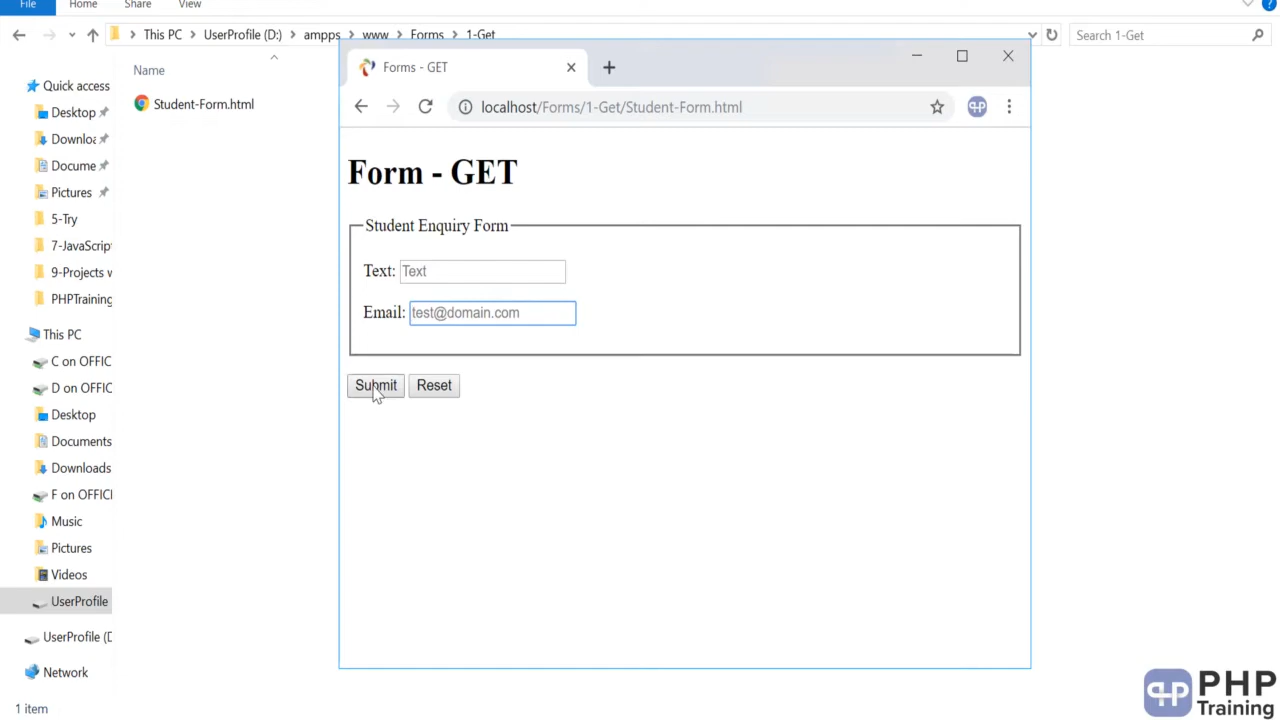 File Home Share View
This PC UserProfile (D:) ampps www Forms 1-Get Search 1-Get
Name
Student-Form.html
Quick access
Desktop
Downloa
Docume
Pictures
5-Try
7-JavaScrip
9-Projects w
PHPTraining
This PC
C on OFFIC
D on OFFIC
Desktop
Documents
Downloads
F on OFFICI
Music
Pictures
Videos
UserProfile
UserProfile (D
Network
1 item
Forms - GET
localhost/Forms/1-Get/Student-Form.html
Form - GET
Student Enquiry Form
Text: Text
Email: test@domain.com
Submit Reset
PHP
Training